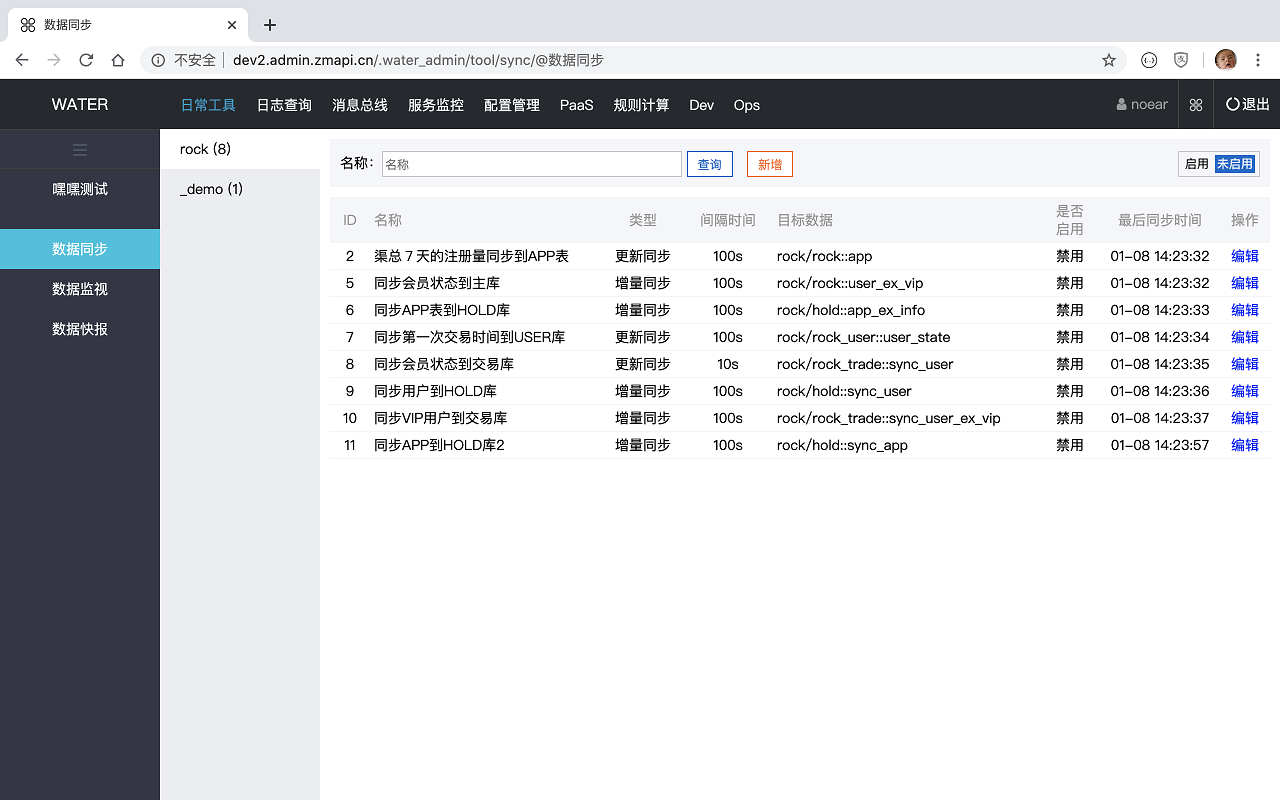 数据同步
不安全 dev2.admin.zmapi.cn/.water_admin/tool/sync/@数据同步
WATER 日常工具 日志查询 消息总线 服务监控 配置管理 PaaS 规则计算 Dev Ops noear 退出
嘿嘿测试
数据同步
数据监视
数据快报
rock (8)
_demo (1)
名称: 名称 查询 新增 启用 未启用
ID 名称 类型 间隔时间 目标数据 是否启用 最后同步时间 操作
2 渠总 7 天的注册量同步到APP表 更新同步 100s rock/rock::app 禁用 01-08 14:23:32 编辑
5 同步会员状态到主库 增量同步 100s rock/rock::user_ex_vip 禁用 01-08 14:23:32 编辑
6 同步APP表到HOLD库 增量同步 100s rock/hold::app_ex_info 禁用 01-08 14:23:33 编辑
7 同步第一次交易时间到USER库 更新同步 100s rock/rock_user::user_state 禁用 01-08 14:23:34 编辑
8 同步会员状态到交易库 更新同步 10s rock/rock_trade::sync_user 禁用 01-08 14:23:35 编辑
9 同步用户到HOLD库 增量同步 100s rock/hold::sync_user 禁用 01-08 14:23:36 编辑
10 同步VIP用户到交易库 增量同步 100s rock/rock_trade::sync_user_ex_vip 禁用 01-08 14:23:37 编辑
11 同步APP到HOLD库2 增量同步 100s rock/hold::sync_app 禁用 01-08 14:23:57 编辑